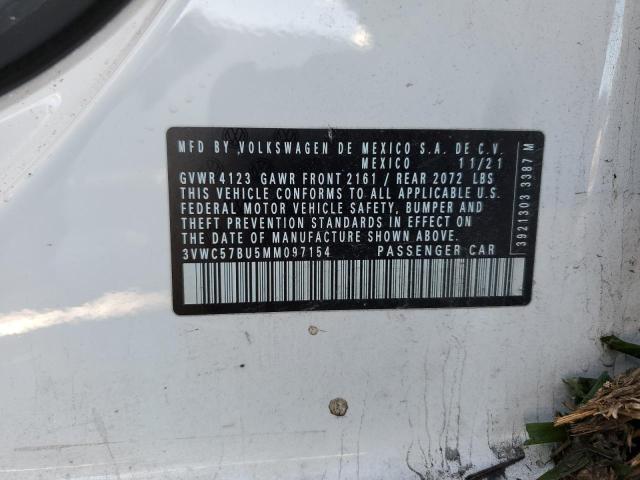 MFD BY VOLKSWAGEN DE MEXICO S.A. DE C.V.
MEXICO 11/21
GVWR 4123 GAWR FRONT 2161 / REAR 2072 LBS
THIS VEHICLE CONFORMS TO ALL APPLICABLE U.S.
FEDERAL MOTOR VEHICLE SAFETY, BUMPER AND
THEFT PREVENTION STANDARDS IN EFFECT ON
THE DATE OF MANUFACTURE SHOWN ABOVE.
3VWC57BU5MM097154 PASSENGER CAR
3921303 3387 M